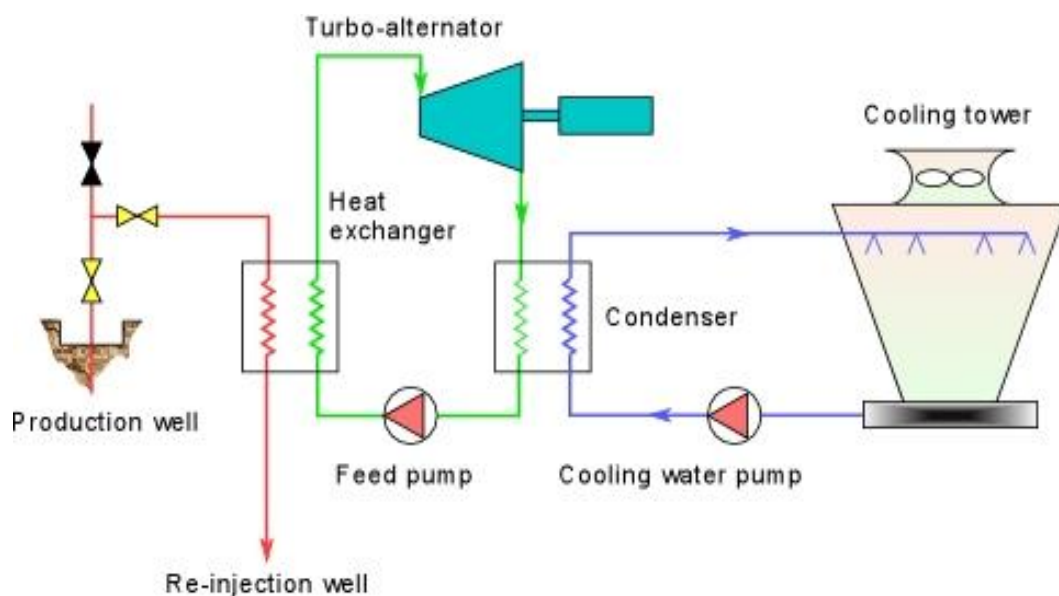 Turbo-alternator
Cooling tower
Heat
exchanger
Condenser
Production well
Feed pump
Cooling water pump
Re-injection well